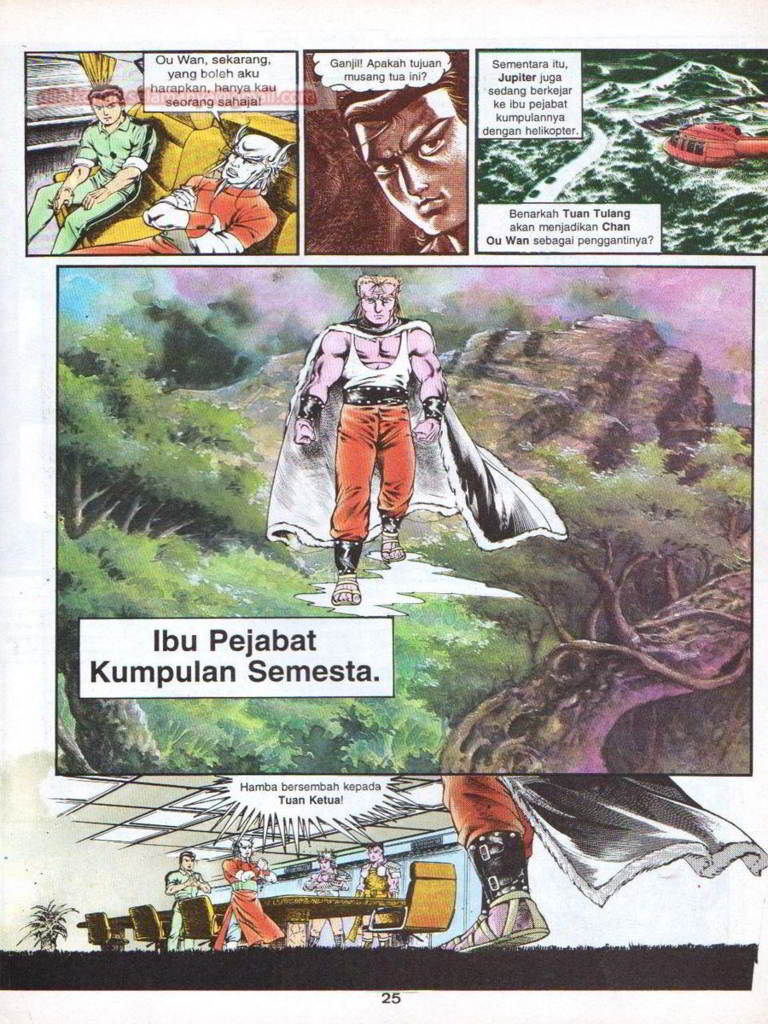 Ou Wan, sekarang,
yang boleh aku
harapkan, hanya kau
seorang sahaja!
Ganjil! Apakah tujuan
musang tua ini?
Sementara itu,
Jupiter juga
sedang berkejar
ke ibu pejabat
kumpulannya
dengan helikopter.
Benarkah Tuan Tulang
akan menjadikan Chan
Ou Wan sebagai penggantinya?
Ibu Pejabat
Kumpulan Semesta.
Hamba bersembah kepada
Tuan Ketua!
25